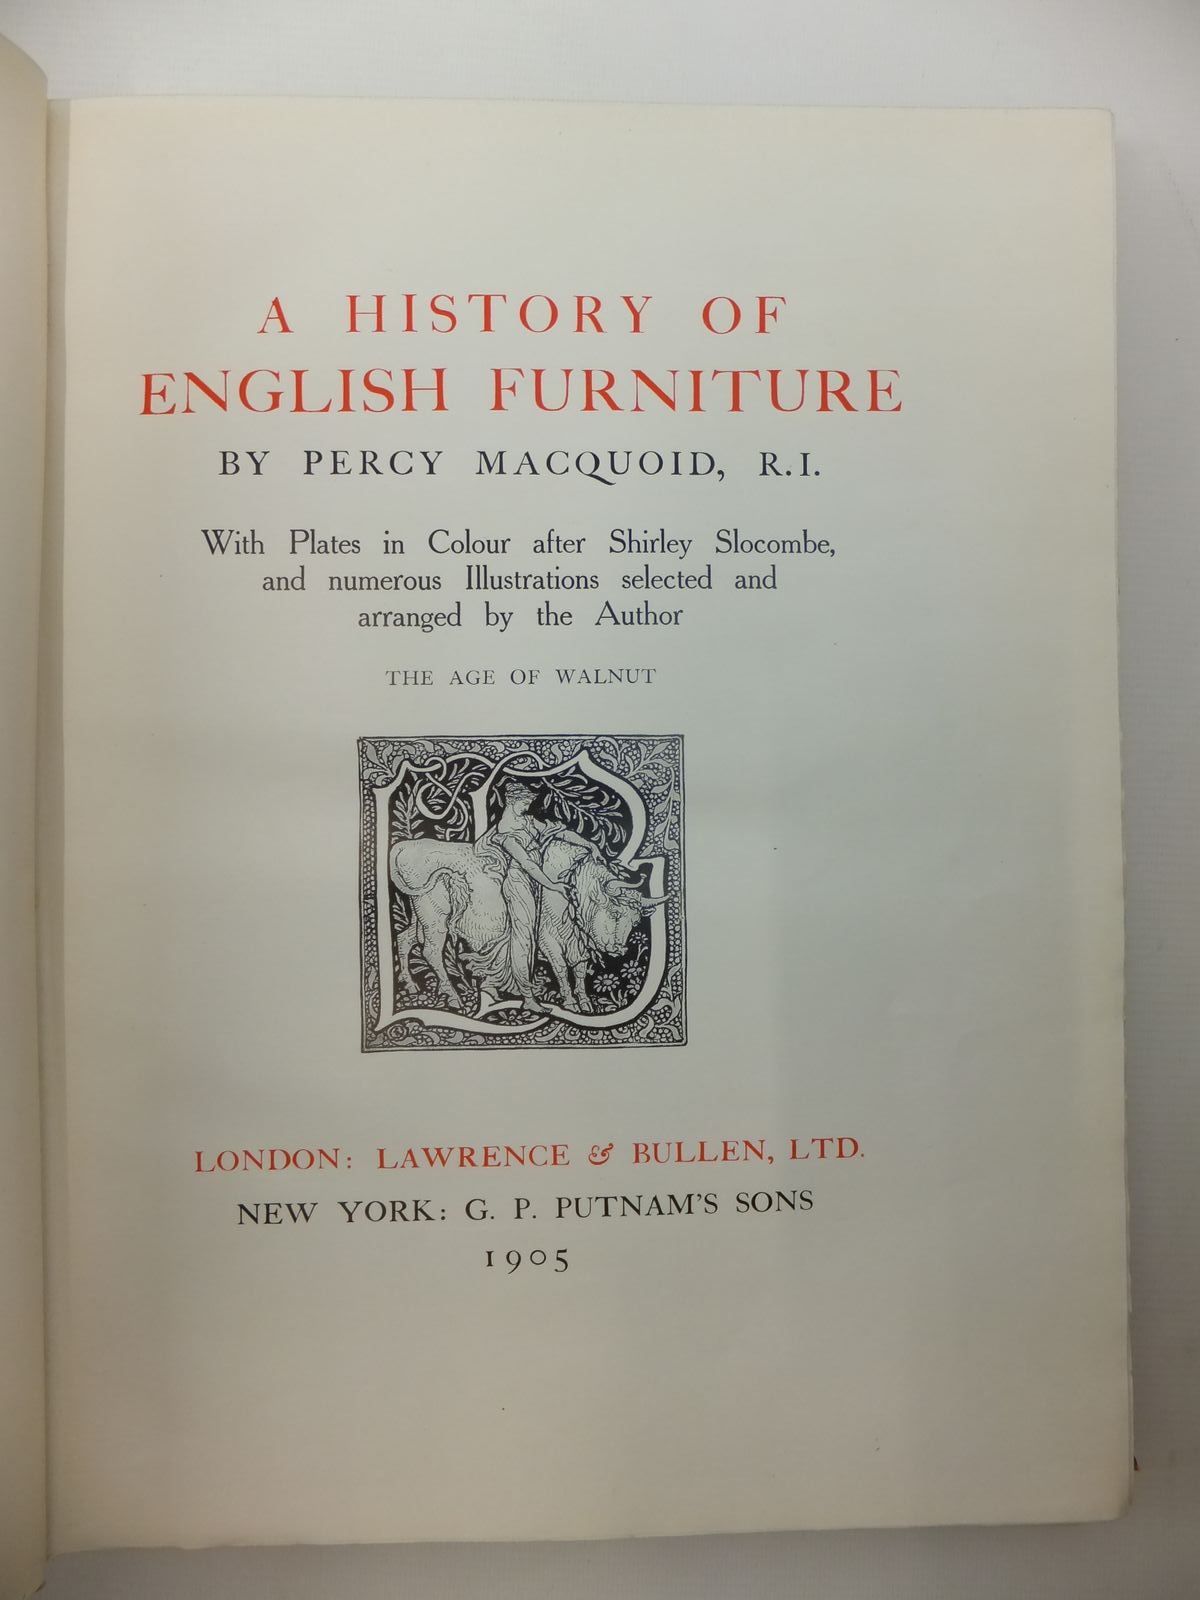 A HISTORY OF
ENGLISH FURNITURE
BY PERCY MACQUOID, R.I.
With Plates in Colour after Shirley Slocombe,
and numerous Illustrations selected and
arranged by the Author
THE AGE OF WALNUT
LONDON: LAWRENCE & BULLEN, LTD.
NEW YORK: G. P. PUTNAM'S SONS
1905